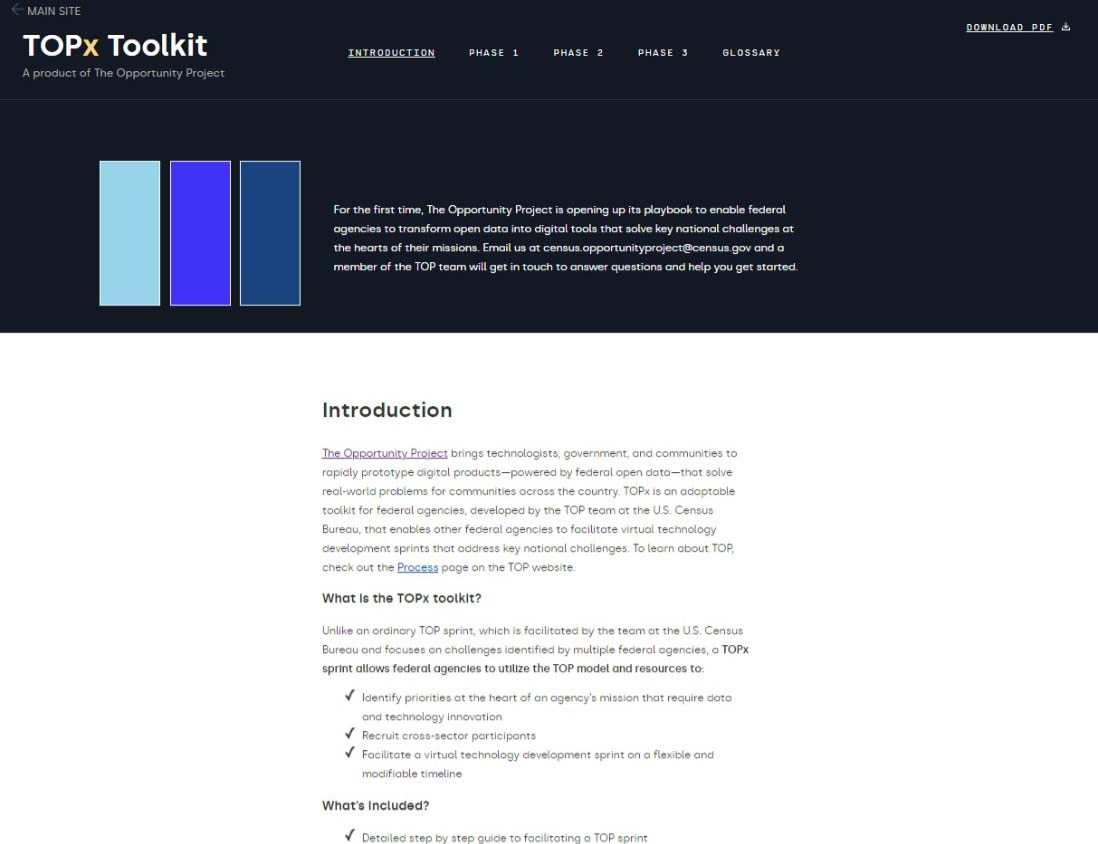 MAIN SITE
DOWNLOAD PDF
TOPx Toolkit
A product of The Opportunity Project
INTRODUCTION PHASE 1 PHASE 2 PHASE 3 GLOSSARY
For the first time, The Opportunity Project is opening up its playbook to enable federal
agencies to transform open data into digital tools that solve key national challenges at
the hearts of their missions. Email us at census.opportunityproject@census.gov and a
member of the TOP team will get in touch to answer questions and help you get started.
Introduction
The Opportunity Project brings technologists, government, and communities to
rapidly prototype digital products—powered by federal open data—that solve
real-world problems for communities across the country. TOPx is an adaptable
toolkit for federal agencies, developed by the TOP team at the U.S. Census
Bureau, that enables other federal agencies to facilitate virtual technology
development sprints that address key national challenges. To learn about TOP,
check out the Process page on the TOP website.
What is the TOPx toolkit?
Unlike an ordinary TOP sprint, which is facilitated by the team at the U.S. Census
Bureau and focuses on challenges identified by multiple federal agencies, a TOPx
sprint allows federal agencies to utilize the TOP model and resources to:
✓ Identify priorities at the heart of an agency's mission that require data
and technology innovation
✓ Recruit cross-sector participants
✓ Facilitate a virtual technology development sprint on a flexible and
modifiable timeline
What's included?
✓ Detailed step by step guide to facilitating a TOP sprint